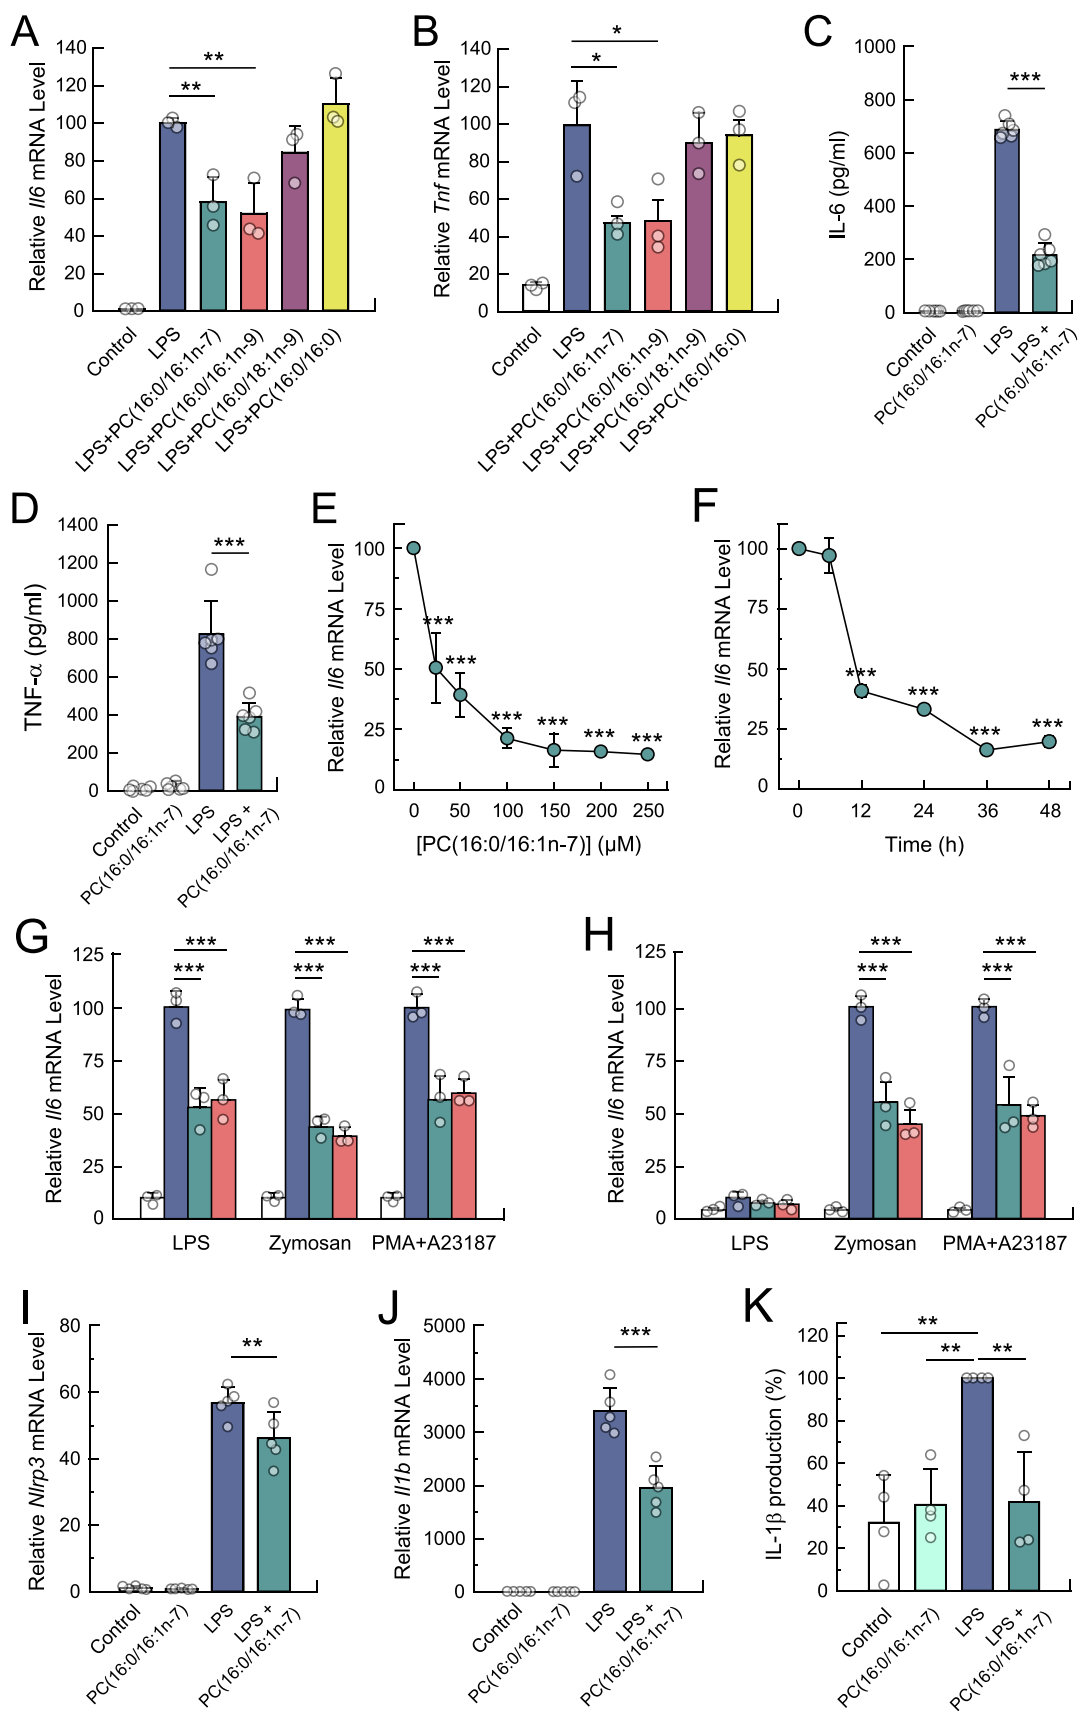 A
Relative Il6 mRNA Level
140
120
100
80
60
40
20
0
**
**
Control
LPS
LPS+PC(16:0/16:1n-7)
LPS+PC(16:0/16:1n-9)
LPS+PC(16:0/18:1n-9)
LPS+PC(16:0/16:0)
B
Relative Tnf mRNA Level
140
120
100
80
60
40
20
0
*
*
Control
LPS
LPS+PC(16:0/16:1n-7)
LPS+PC(16:0/16:1n-9)
LPS+PC(16:0/18:1n-9)
LPS+PC(16:0/16:0)
C
IL-6 (pg/ml)
1000
800
600
400
200
0
***
Control
PC(16:0/16:1n-7)
LPS
LPS +
PC(16:0/16:1n-7)
D
TNF-α (pg/ml)
1400
1200
1000
800
600
400
200
0
***
Control
PC(16:0/16:1n-7)
LPS
LPS +
PC(16:0/16:1n-7)
E
Relative Il6 mRNA Level
100
75
50
25
0
***
***
***
***
***
***
0 50 100 150 200 250
[PC(16:0/16:1n-7)] (μM)
F
Relative Il6 mRNA Level
100
75
50
25
0
***
***
***
***
0 12 24 36 48
Time (h)
G
Relative Il6 mRNA Level
125
100
75
50
25
0
*** *** ***
*** *** ***
LPS Zymosan PMA+A23187
H
Relative Il6 mRNA Level
125
100
75
50
25
0
*** ***
*** ***
LPS Zymosan PMA+A23187
I
Relative Nlrp3 mRNA Level
80
60
40
20
0
**
Control
PC(16:0/16:1n-7)
LPS
LPS +
PC(16:0/16:1n-7)
J
Relative Il1b mRNA Level
5000
4000
3000
2000
1000
0
***
Control
PC(16:0/16:1n-7)
LPS
LPS +
PC(16:0/16:1n-7)
K
IL-1β production (%)
120
100
80
60
40
20
0
**
** **
Control
PC(16:0/16:1n-7)
LPS
LPS +
PC(16:0/16:1n-7)